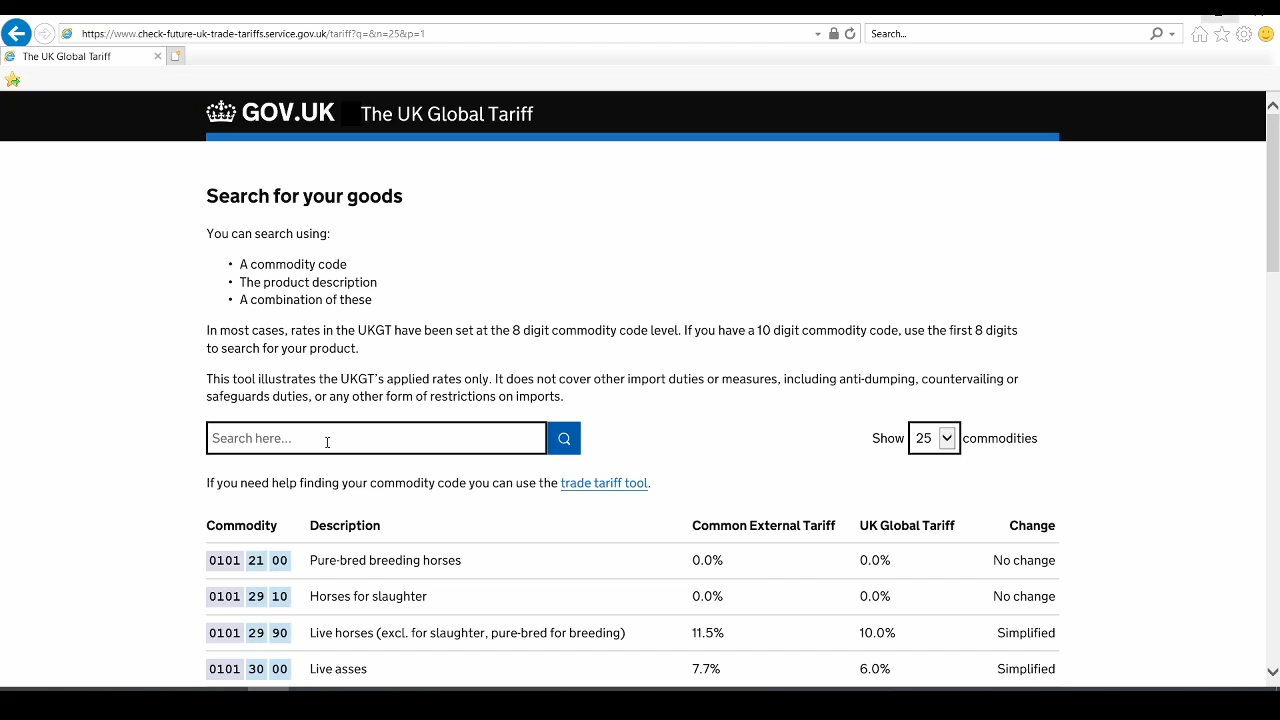 https://www.check-future-uk-trade-tariffs.service.gov.uk/tariff?q=&n=25&p=1
Search...
The UK Global Tariff
GOV.UK The UK Global Tariff
Search for your goods
You can search using:
• A commodity code
• The product description
• A combination of these
In most cases, rates in the UKGT have been set at the 8 digit commodity code level. If you have a 10 digit commodity code, use the first 8 digits
to search for your product.
This tool illustrates the UKGT's applied rates only. It does not cover other import duties or measures, including anti-dumping, countervailing or
safeguards duties, or any other form of restrictions on imports.
Search here... Show 25 commodities
If you need help finding your commodity code you can use the trade tariff tool.
Commodity Description Common External Tariff UK Global Tariff Change
0101 21 00 Pure-bred breeding horses 0.0% 0.0% No change
0101 29 10 Horses for slaughter 0.0% 0.0% No change
0101 29 90 Live horses (excl. for slaughter, pure-bred for breeding) 11.5% 10.0% Simplified
0101 30 00 Live asses 7.7% 6.0% Simplified